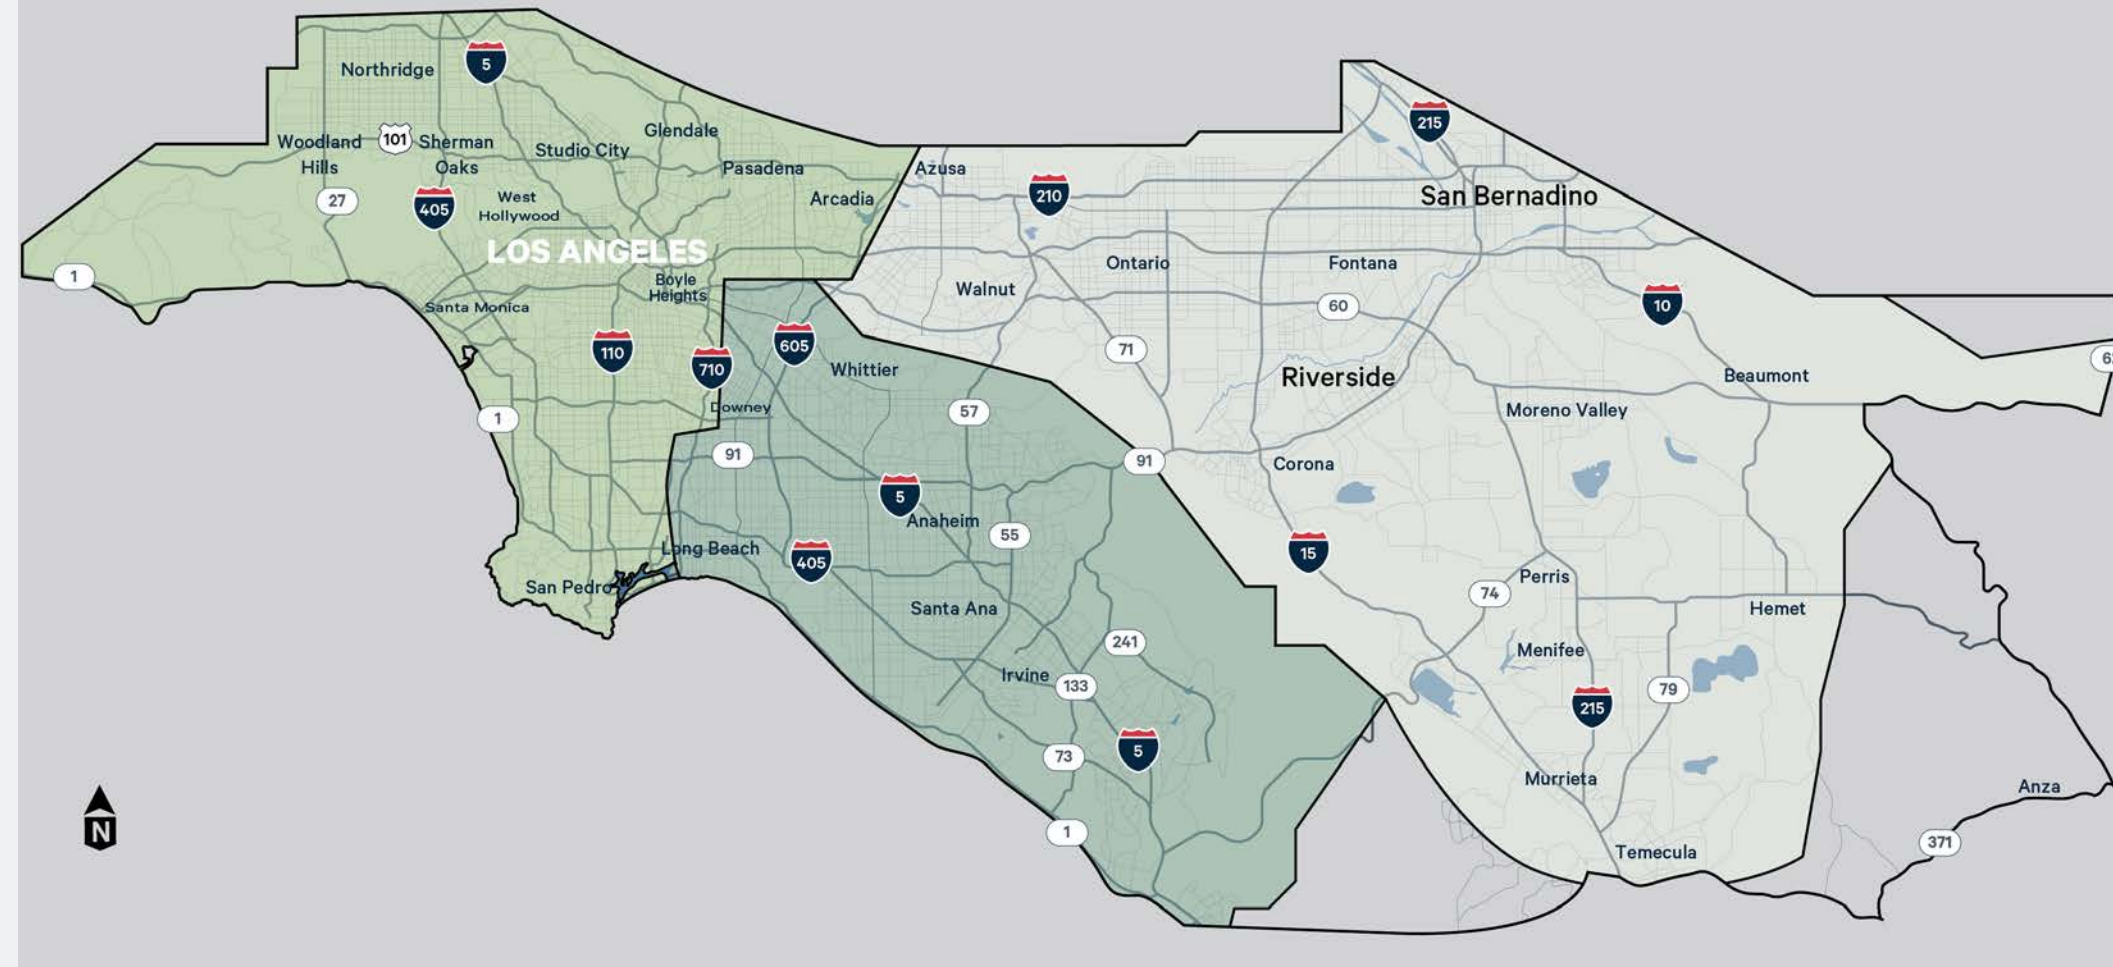 5
Northridge
215
Glendale
Woodland
Hills
101
Sherman
Oaks
Studio City
Pasadena
Azusa
27
405
West
Hollywood
Arcadia
210
San Bernadino
LOS ANGELES
1
Boyle
Heights
Walnut
Ontario
Fontana
Santa Monica
60
10
110
710
605
Whittier
71
Riverside
Beaumont
6
1
Downey
57
Moreno Valley
91
91
Corona
5
Anaheim
55
Long Beach
405
15
San Pedro
Santa Ana
74
Perris
Hemet
241
Menifee
Irvine
133
215
79
73
5
Murrieta
Anza
N
1
Temecula
371